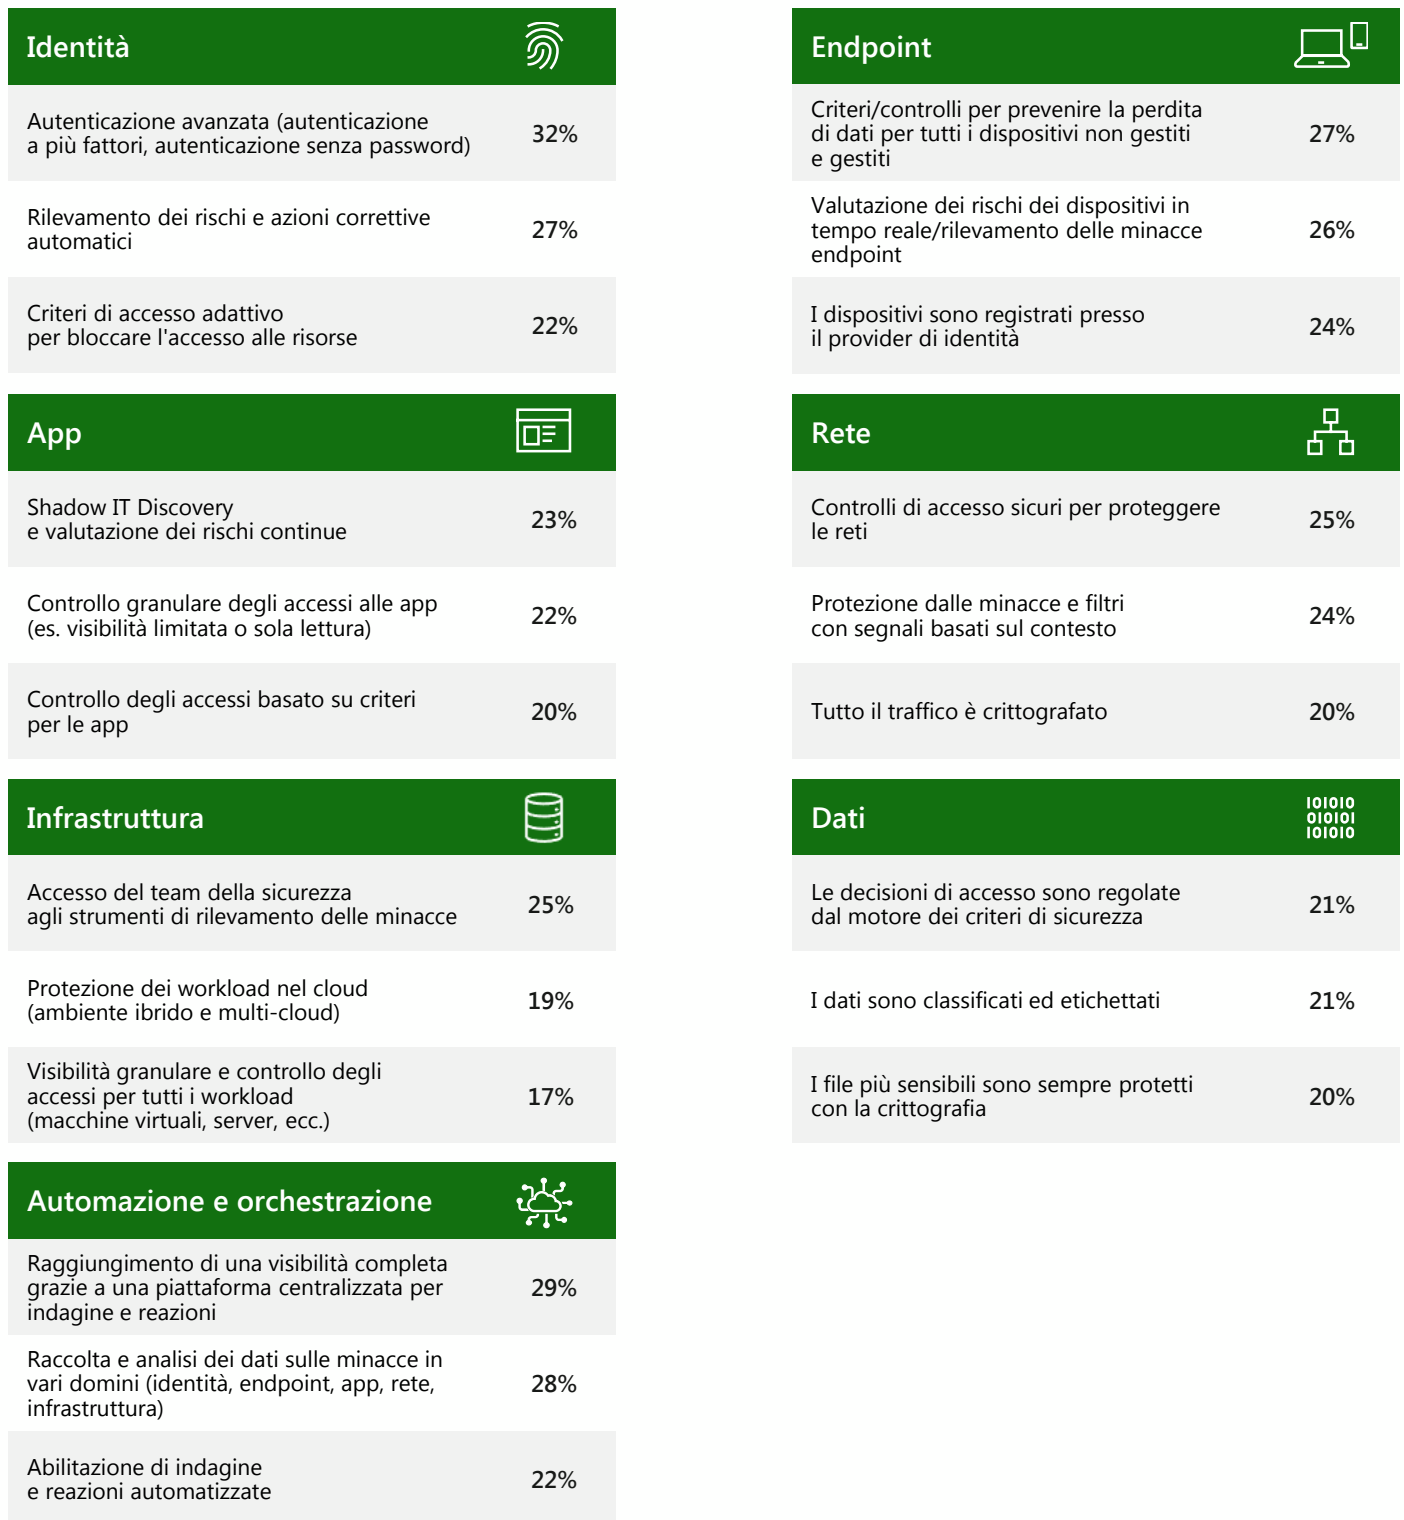 Identità
Autenticazione avanzata (autenticazione
a più fattori, autenticazione senza password)
32%
Rilevamento dei rischi e azioni correttive
automatici
27%
Criteri di accesso adattivo
per bloccare l'accesso alle risorse
22%
Endpoint
Criteri/controlli per prevenire la perdita
di dati per tutti i dispositivi non gestiti
e gestiti
27%
Valutazione dei rischi dei dispositivi in
tempo reale/rilevamento delle minacce
endpoint
26%
I dispositivi sono registrati presso
il provider di identità
24%
App
Shadow IT Discovery
e valutazione dei rischi continue
23%
Controllo granulare degli accessi alle app
(es. visibilità limitata o sola lettura)
22%
Controllo degli accessi basato su criteri
per le app
20%
Rete
Controlli di accesso sicuri per proteggere
le reti
25%
Protezione dalle minacce e filtri
con segnali basati sul contesto
24%
Tutto il traffico è crittografato
20%
Infrastruttura
Accesso del team della sicurezza
agli strumenti di rilevamento delle minacce
25%
Protezione dei workload nel cloud
(ambiente ibrido e multi-cloud)
19%
Visibilità granulare e controllo degli
accessi per tutti i workload
(macchine virtuali, server, ecc.)
17%
Dati
101010
010101
101010
Le decisioni di accesso sono regolate
dal motore dei criteri di sicurezza
21%
I dati sono classificati ed etichettati
21%
I file più sensibili sono sempre protetti
con la crittografia
20%
Automazione e orchestrazione
Raggiungimento di una visibilità completa
grazie a una piattaforma centralizzata per
indagine e reazioni
29%
Raccolta e analisi dei dati sulle minacce in
vari domini (identità, endpoint, app, rete,
infrastruttura)
28%
Abilitazione di indagine
e reazioni automatizzate
22%